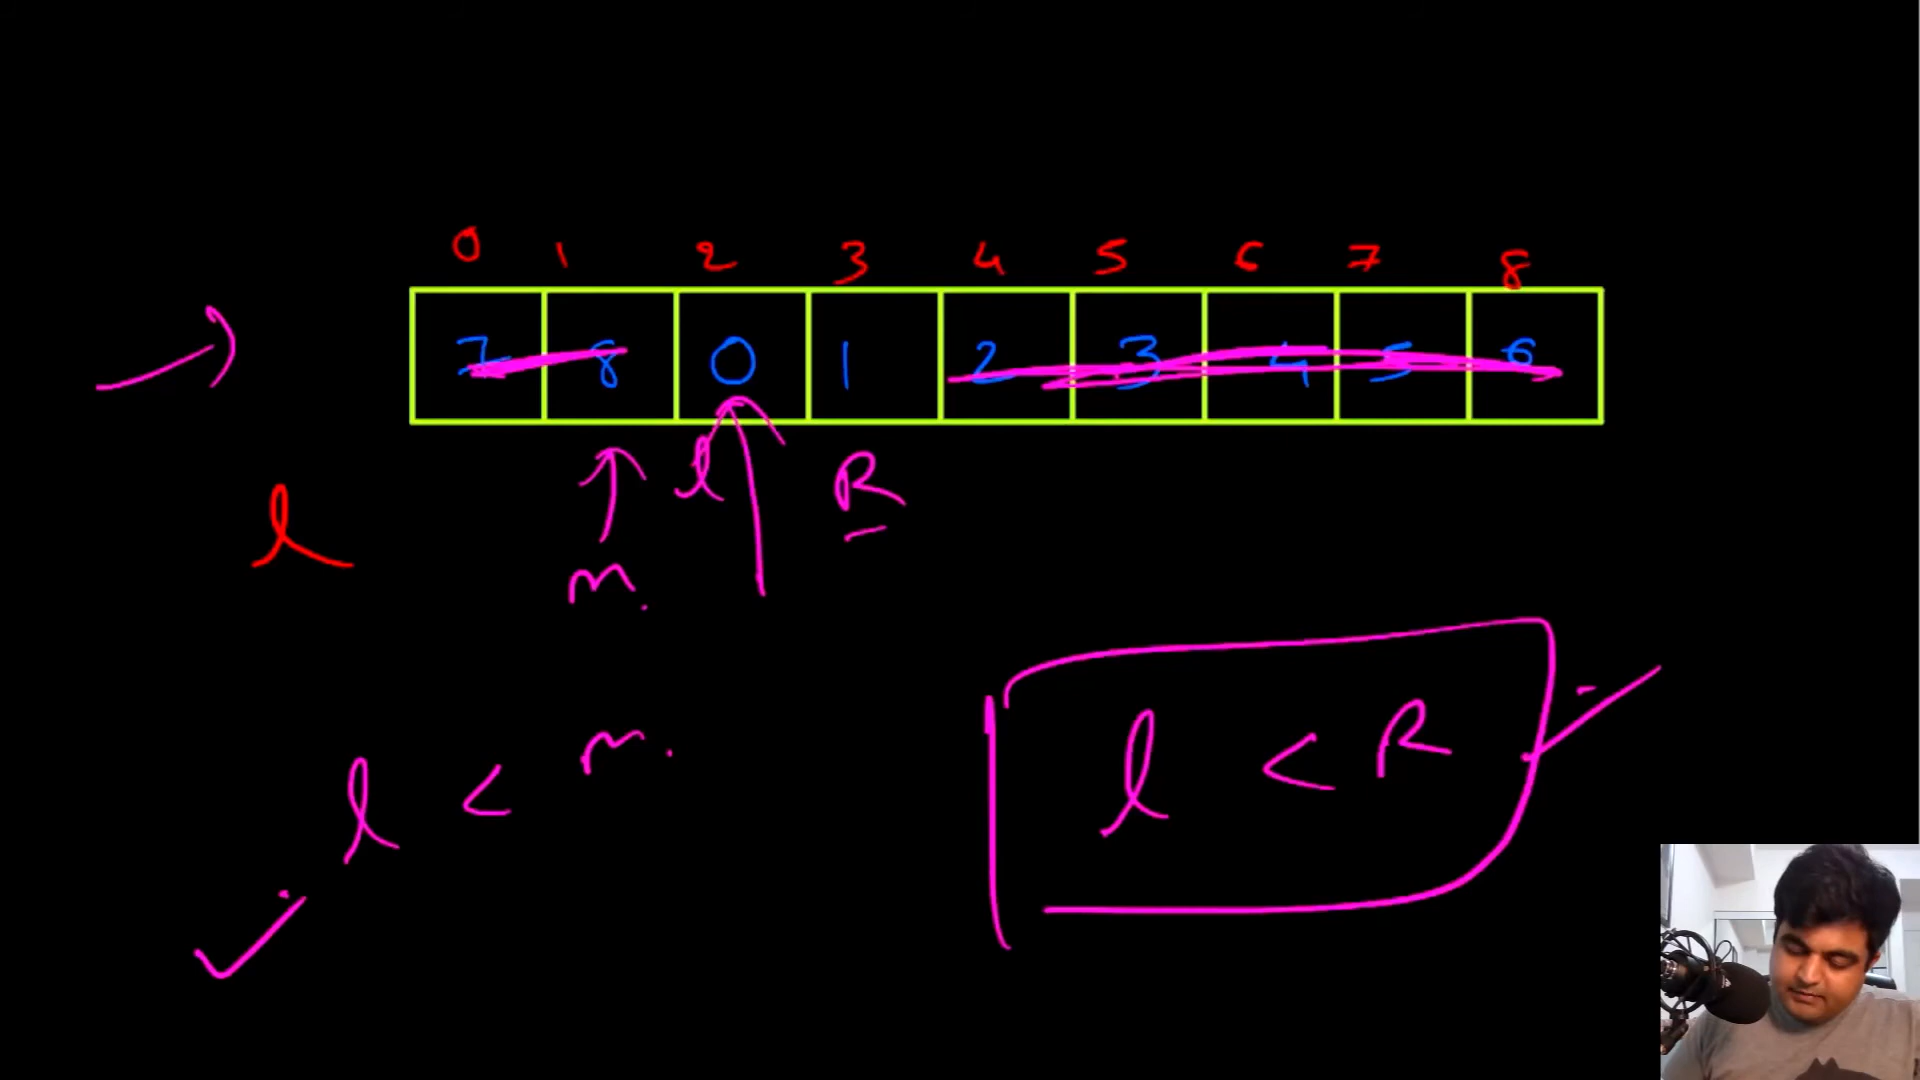 0 1 2 3 4 5 6 7 8
7 8 0 1 2 3 4 5 6
l R
l
m.
l < m.
l < R